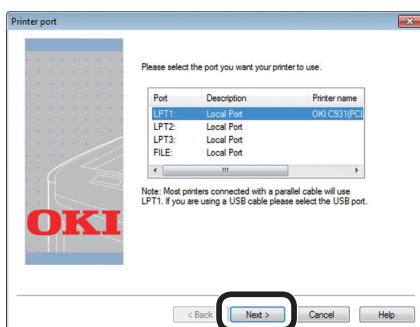 Printer port
Please select the port you want your printer to use.
Port Description Printer name
LPT1: Local Port OKI C931(PCL
LPT2: Local Port
LPT3: Local Port
FILE: Local Port
Note: Most printers connected with a parallel cable will use
LPT1. If you are using a USB cable please select the USB port.
OKI
< Back Next > Cancel Help